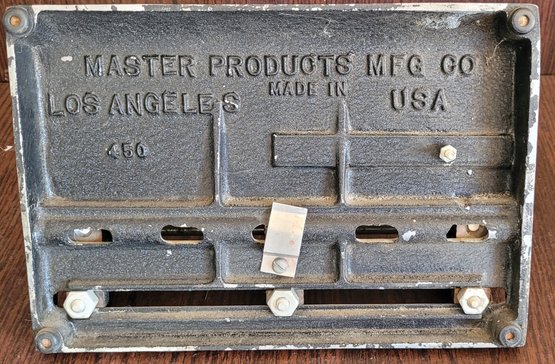 MASTER PRODUCTS MFG CO
LOS ANGELES MADE IN USA
450